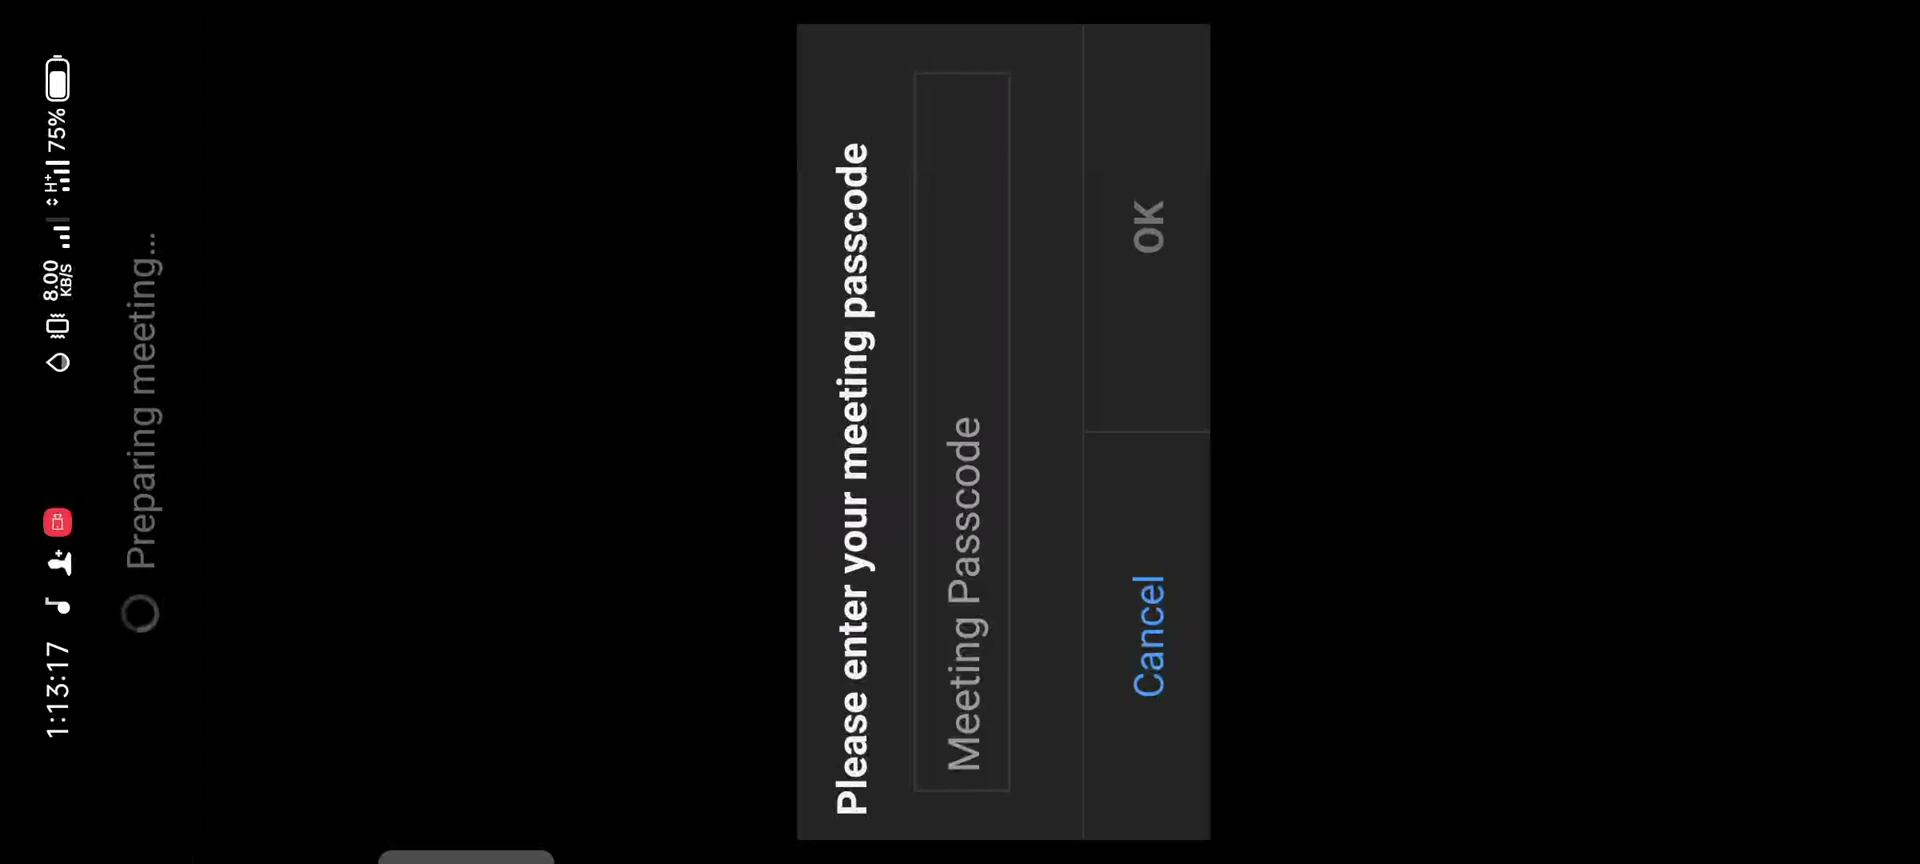 1:13:17 8.00 KB/s H+ 75%
Preparing meeting...
Please enter your meeting passcode
Meeting Passcode
Cancel OK